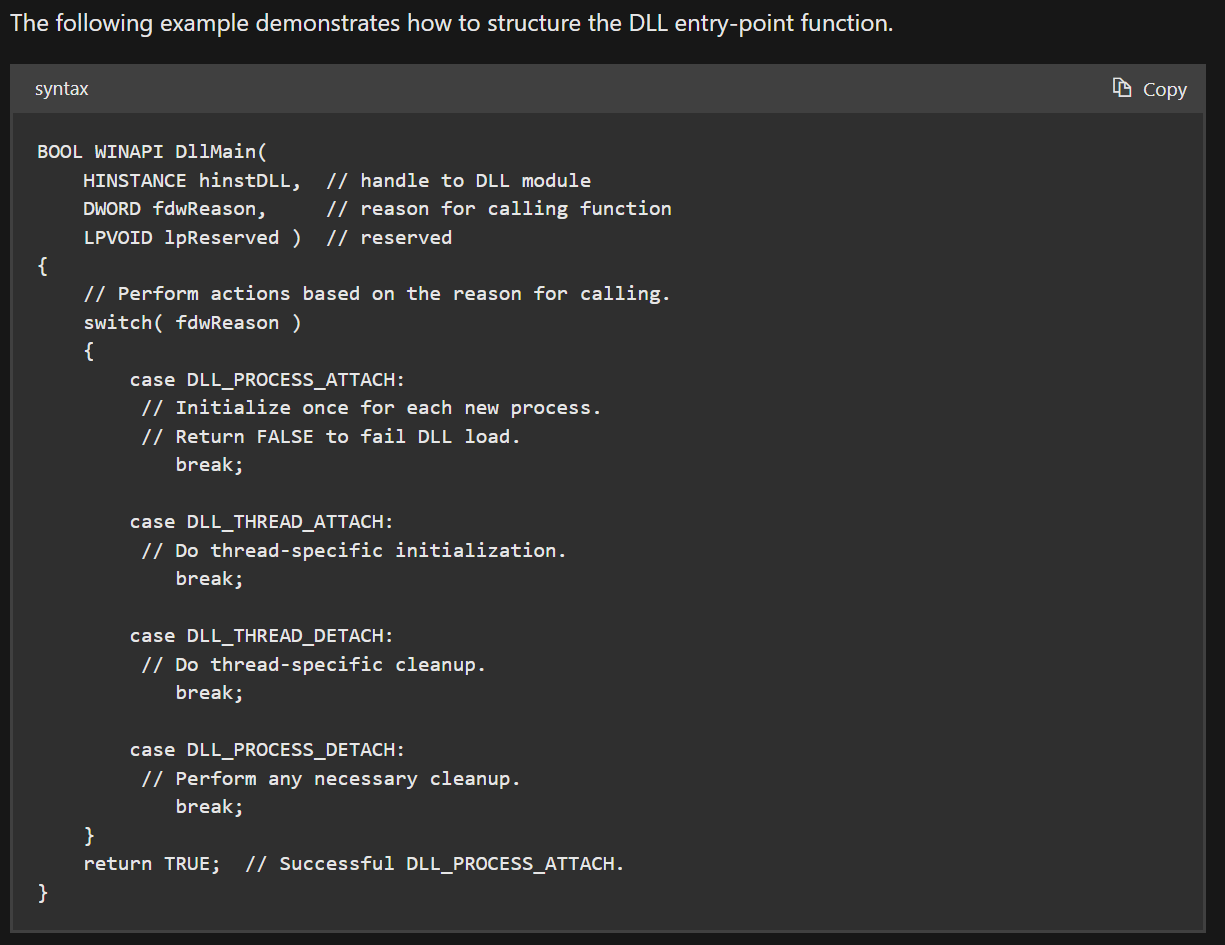 The following example demonstrates how to structure the DLL entry-point function.
syntax
Copy
BOOL WINAPI DllMain(
    HINSTANCE hinstDLL,  // handle to DLL module
    DWORD fdwReason,     // reason for calling function
    LPVOID lpReserved )  // reserved
{
    // Perform actions based on the reason for calling.
    switch( fdwReason )
    {
        case DLL_PROCESS_ATTACH:
         // Initialize once for each new process.
         // Return FALSE to fail DLL load.
            break;

        case DLL_THREAD_ATTACH:
         // Do thread-specific initialization.
            break;

        case DLL_THREAD_DETACH:
         // Do thread-specific cleanup.
            break;

        case DLL_PROCESS_DETACH:
         // Perform any necessary cleanup.
            break;
    }
    return TRUE;  // Successful DLL_PROCESS_ATTACH.
}